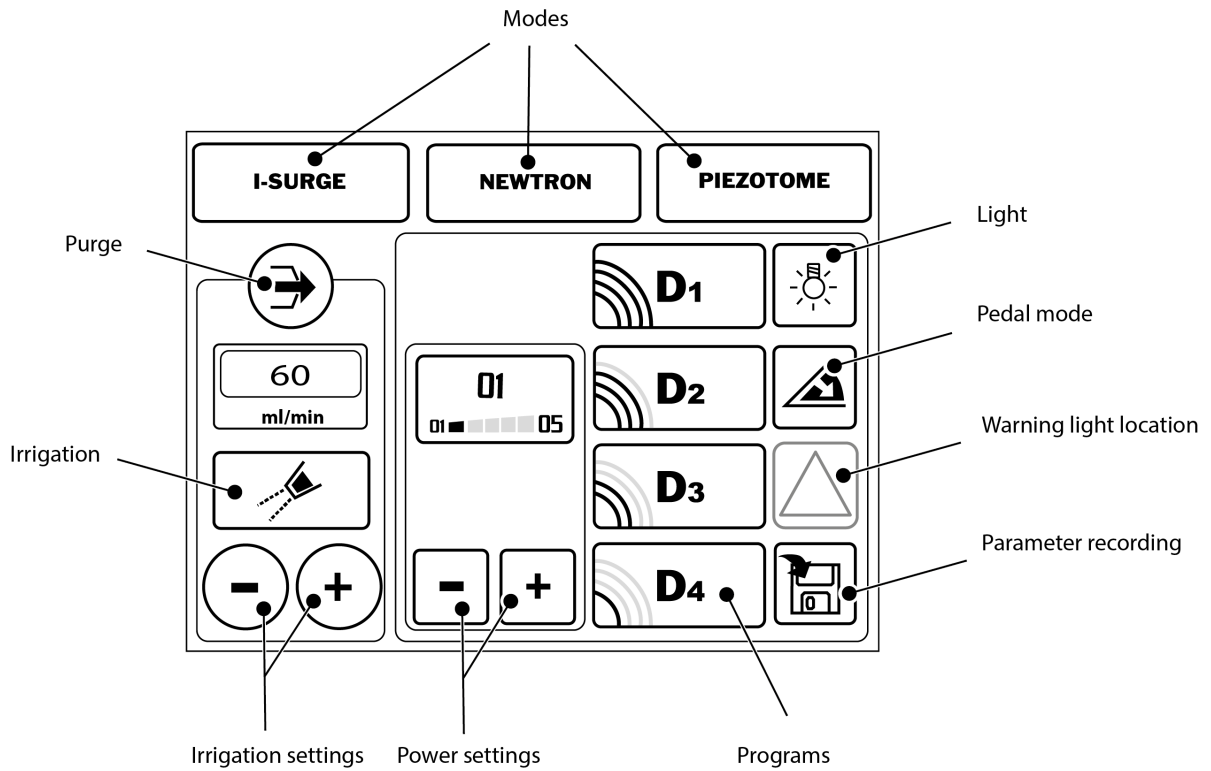 Modes
I-SURGE
NEWTRON
PIEZOTOME
Purge
Light
D1
Pedal mode
60
ml/min
01
01
05
D2
Warning light location
Irrigation
D3
Parameter recording
-
+
-
+
D4
Irrigation settings
Power settings
Programs